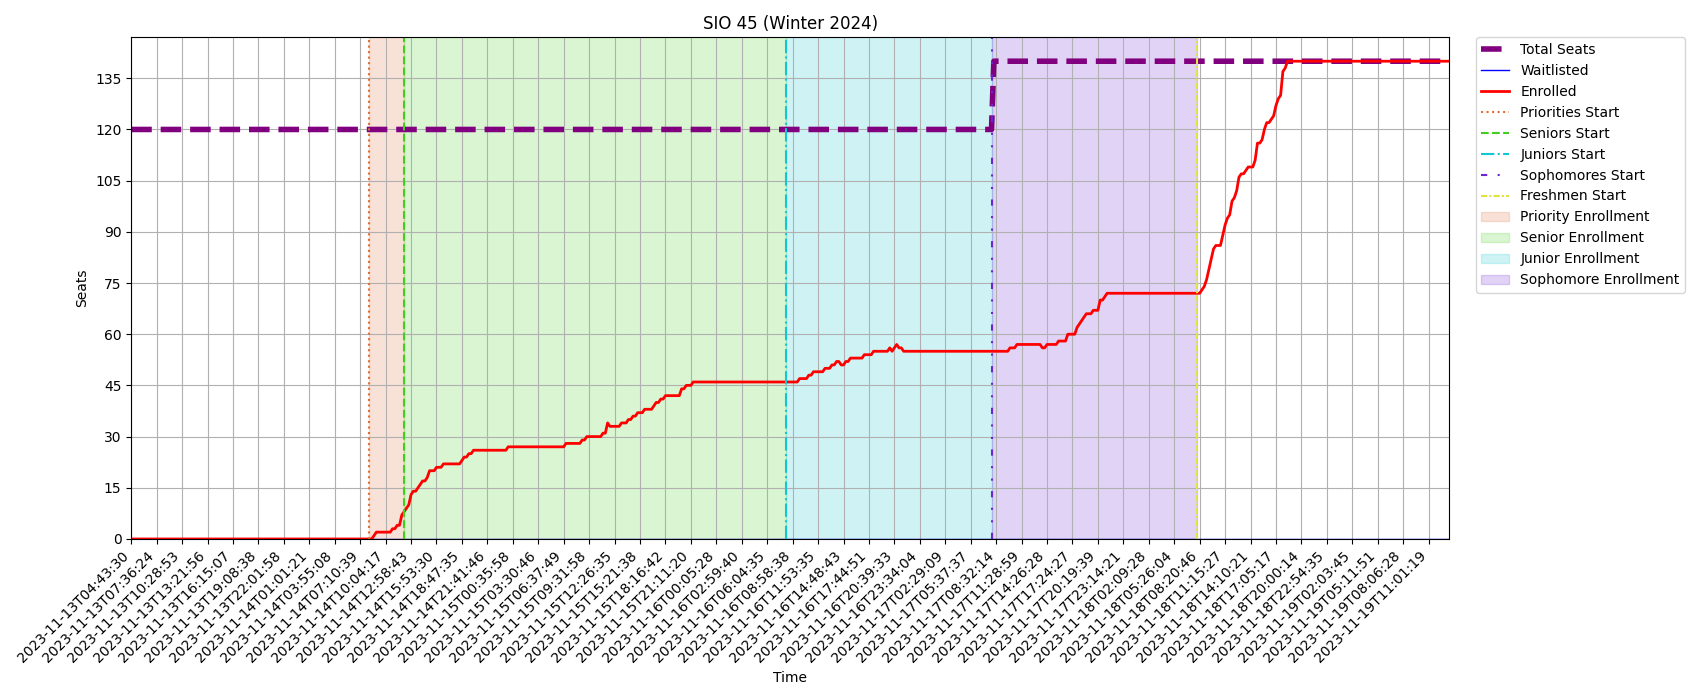 SIO 45 (Winter 2024)
Seats
135
120
105
90
75
60
45
30
15
0
2023-11-13T04:43:30
2023-11-13T07:36:24
2023-11-13T10:28:53
2023-11-13T13:21:56
2023-11-13T16:15:07
2023-11-13T19:08:38
2023-11-13T22:01:58
2023-11-14T01:01:21
2023-11-14T03:55:08
2023-11-14T07:10:39
2023-11-14T10:04:17
2023-11-14T12:58:43
2023-11-14T15:53:30
2023-11-14T18:47:35
2023-11-14T21:41:46
2023-11-15T00:35:58
2023-11-15T03:30:46
2023-11-15T06:37:49
2023-11-15T09:31:58
2023-11-15T12:26:35
2023-11-15T15:21:38
2023-11-15T18:16:42
2023-11-15T21:11:20
2023-11-16T00:05:28
2023-11-16T02:59:40
2023-11-16T06:04:35
2023-11-16T08:58:38
2023-11-16T11:53:35
2023-11-16T14:48:43
2023-11-16T17:44:51
2023-11-16T20:39:33
2023-11-16T23:34:04
2023-11-17T02:29:09
2023-11-17T05:37:37
2023-11-17T08:32:14
2023-11-17T11:28:59
2023-11-17T14:26:28
2023-11-17T17:24:27
2023-11-17T20:19:39
2023-11-17T23:14:21
2023-11-18T02:09:28
2023-11-18T05:26:04
2023-11-18T08:20:46
2023-11-18T11:15:27
2023-11-18T14:10:21
2023-11-18T17:05:17
2023-11-18T20:00:14
2023-11-18T22:54:35
2023-11-19T02:03:45
2023-11-19T05:11:51
2023-11-19T08:06:28
2023-11-19T11:01:19
Time
Total Seats
Waitlisted
Enrolled
Priorities Start
Seniors Start
Juniors Start
Sophomores Start
Freshmen Start
Priority Enrollment
Senior Enrollment
Junior Enrollment
Sophomore Enrollment